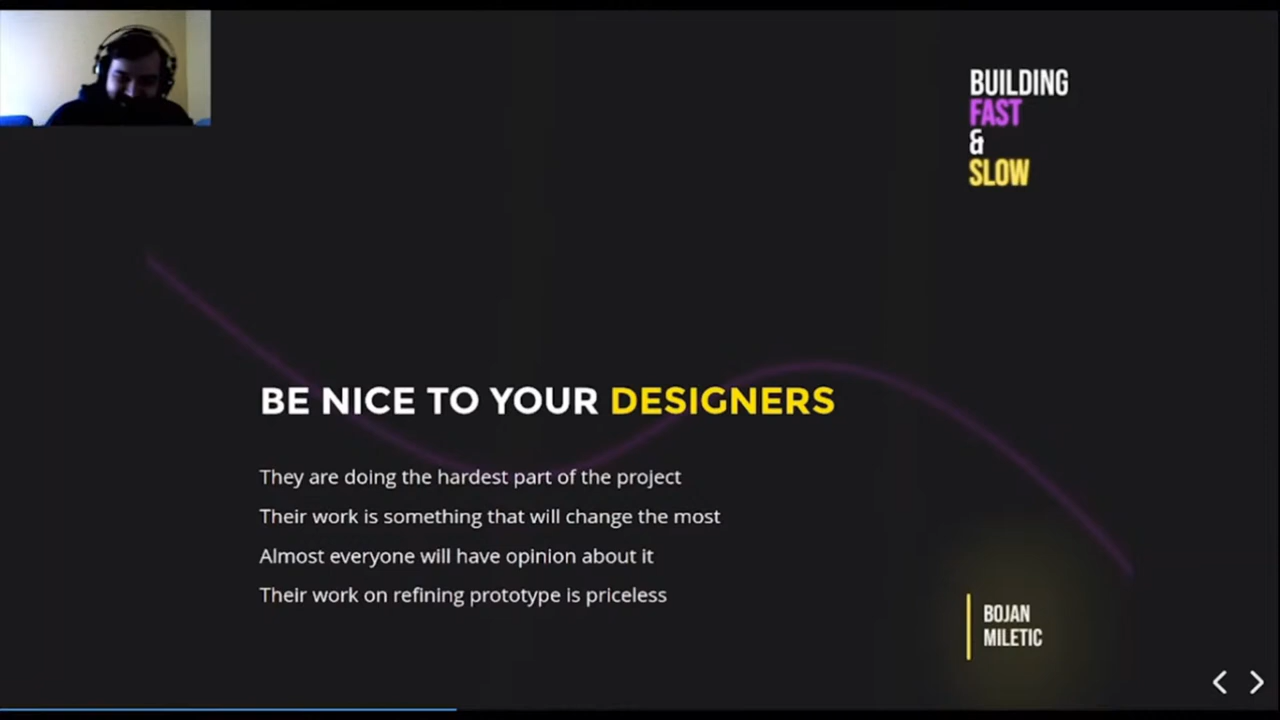 BUILDING
FAST
&
SLOW
BE NICE TO YOUR DESIGNERS
They are doing the hardest part of the project
Their work is something that will change the most
Almost everyone will have opinion about it
Their work on refining prototype is priceless
BOJAN
MILETIC